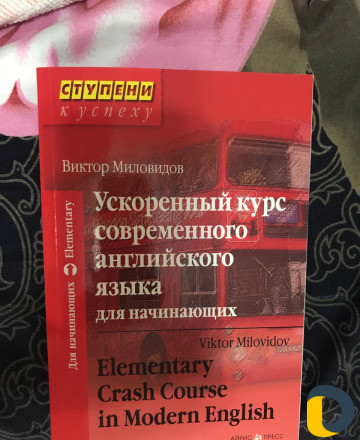 СТУПЕНИ
к успеху
Виктор Миловидов
Ускоренный курс
современного
английского
языка
для начинающих
Для начинающих Elementary
Viktor Milovidov
Elementary
Crash Course
in Modern English
АЙРИС ПРЕСС